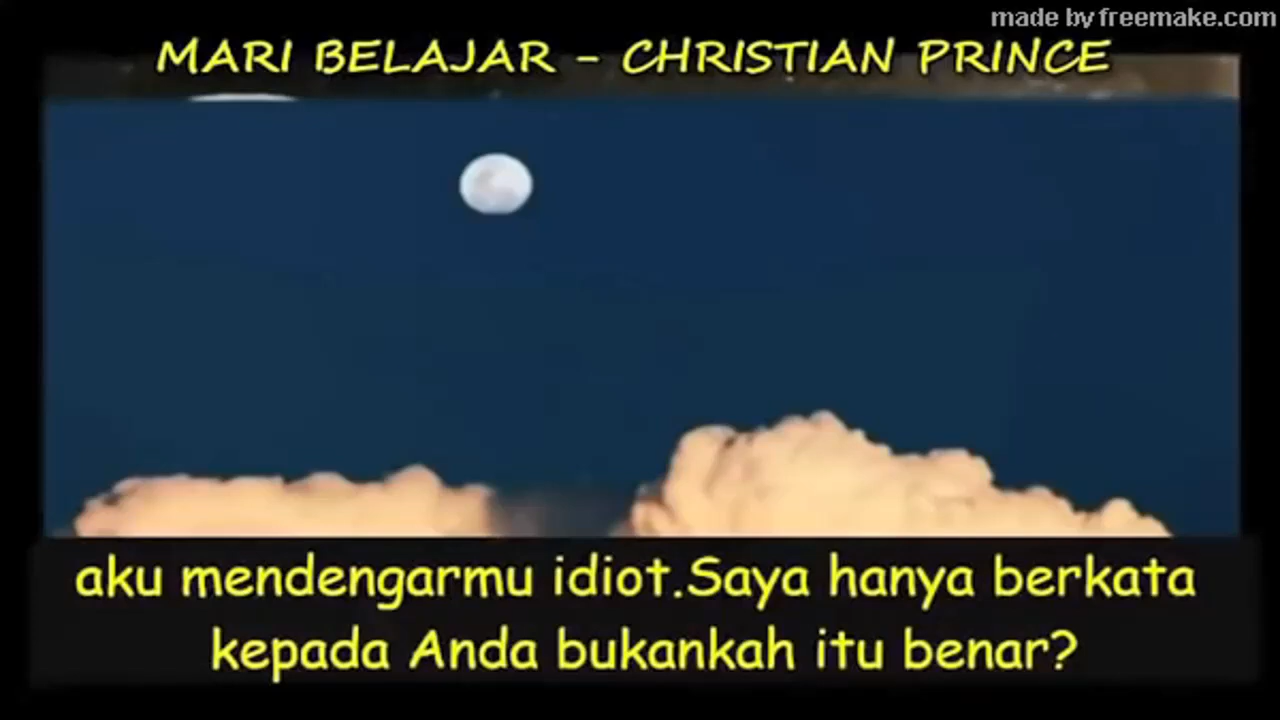 made by freemake.com
MARI BELAJAR - CHRISTIAN PRINCE
aku mendengarmu idiot.Saya hanya berkata
kepada Anda bukankah itu benar?